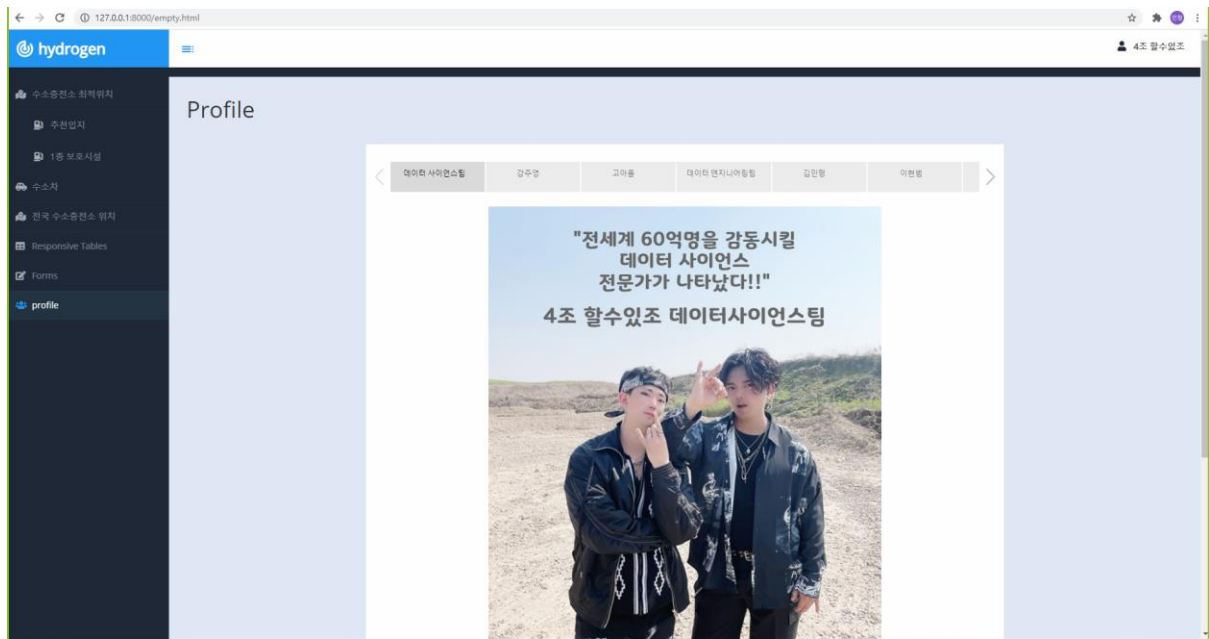 127.0.0.1:8000/empty.html
hydrogen
4조 할수있조
수소충전소 최적위치
추천입지
1종 보호시설
수소차
전국 수소충전소 위치
Responsive Tables
Forms
profile
Profile
데이터 사이언스팀 강주영 고아름 데이터 엔지니어링팀 김민형 이현범
"전세계 60억명을 감동시킬
데이터 사이언스
전문가가 나타났다!!"
4조 할수있조 데이터사이언스팀